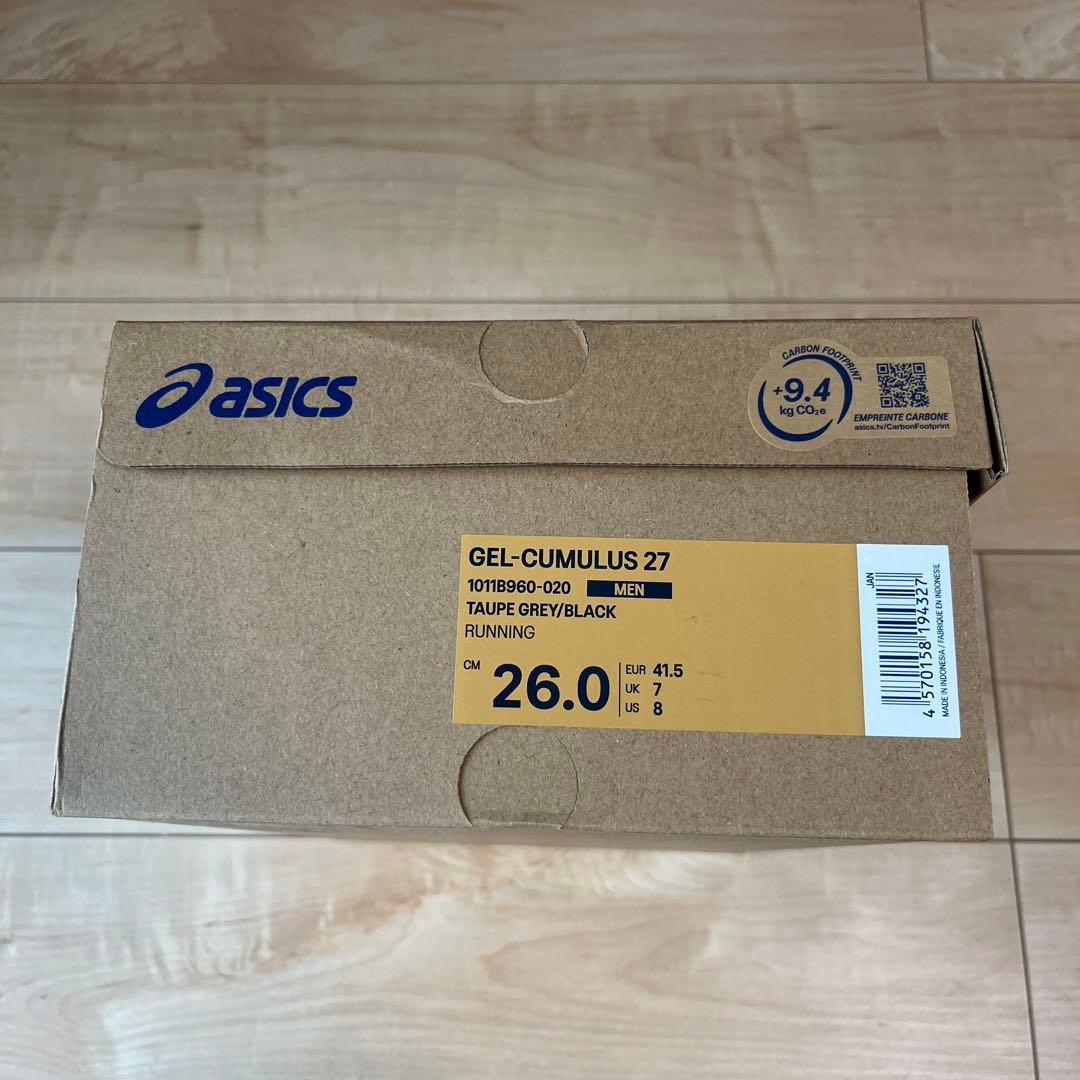 asics
CARBON FOOTPRINT
+9.4
kg CO₂e
EMPREINTE CARBONE
asics.tv/CarbonFootprint
GEL-CUMULUS 27
1011B960-020 MEN
TAUPE GREY/BLACK
RUNNING
CM 26.0
EUR 41.5
UK 7
US 8
JAN
4 570158 194327
MADE IN INDONESIA / FABRIQUE EN INDONESIE